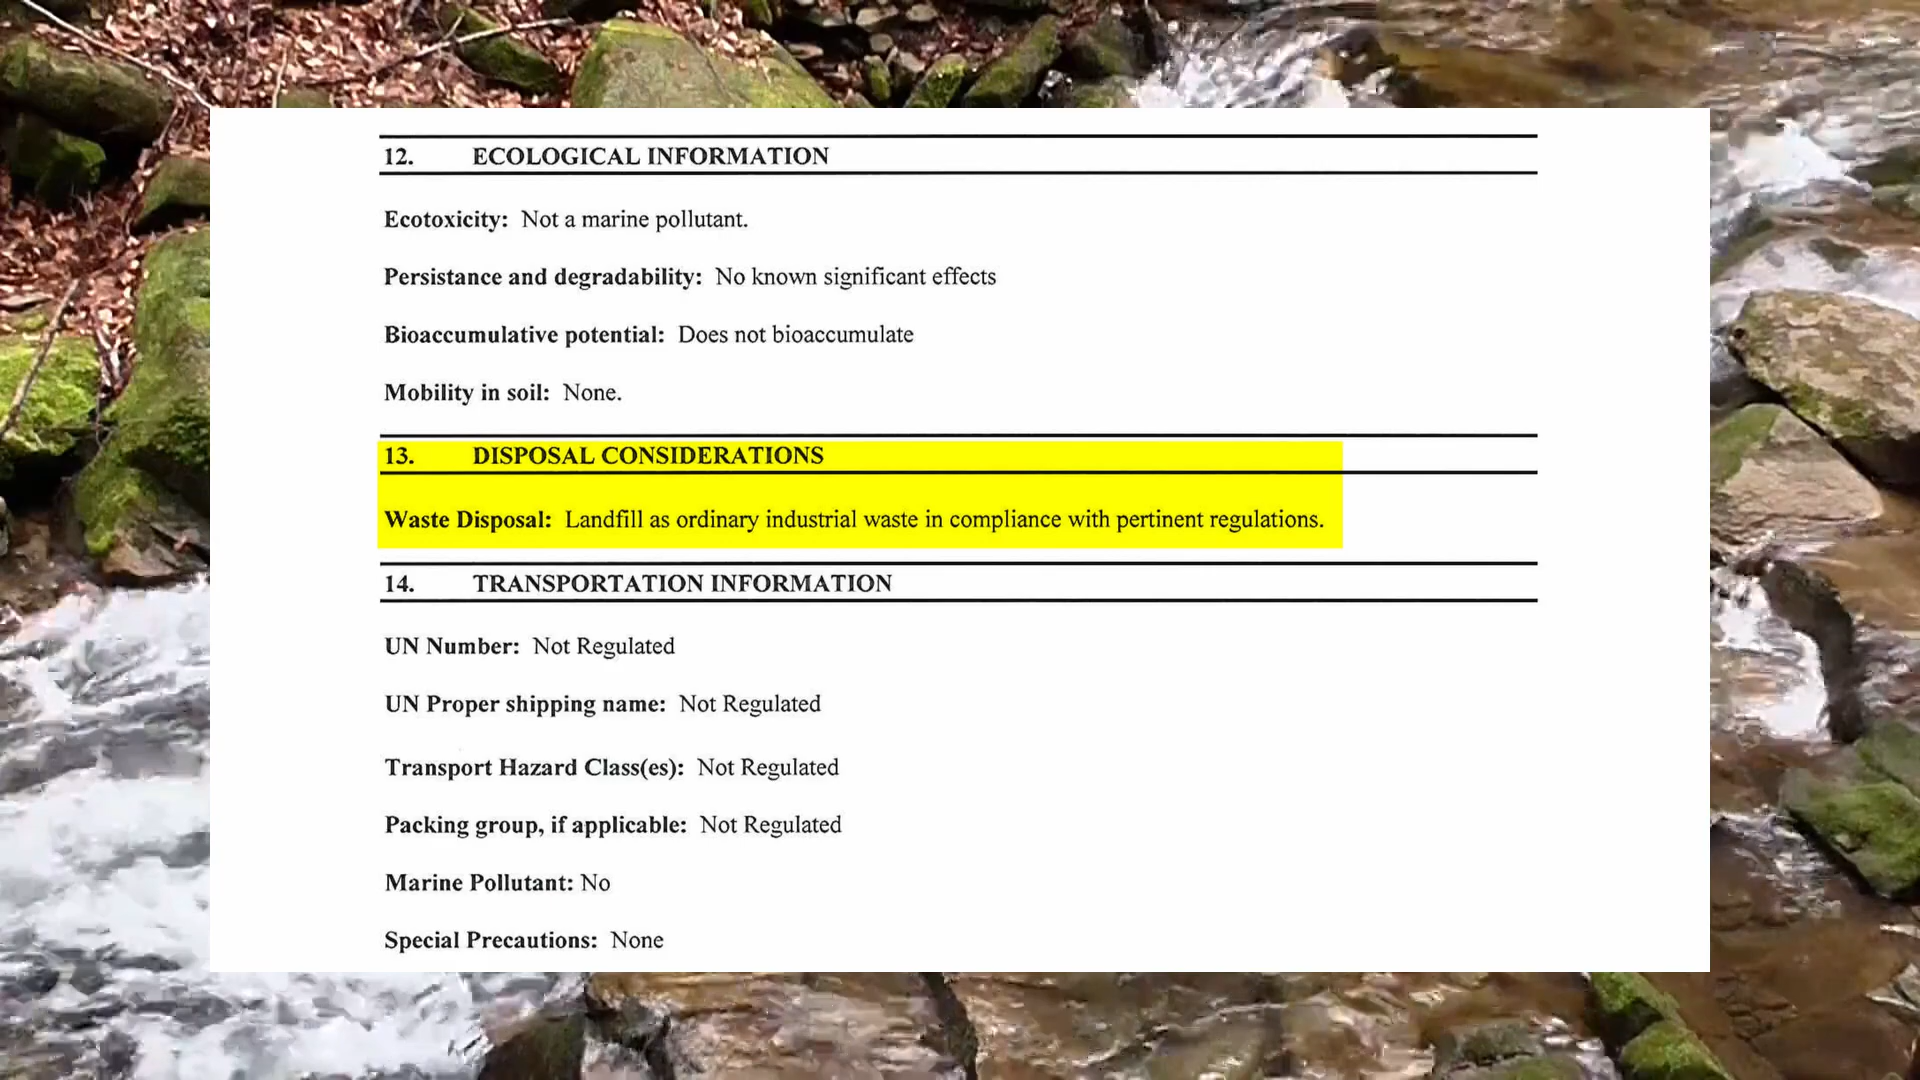 12. ECOLOGICAL INFORMATION
Ecotoxicity: Not a marine pollutant.
Persistance and degradability: No known significant effects
Bioaccumulative potential: Does not bioaccumulate
Mobility in soil: None.
13. DISPOSAL CONSIDERATIONS
Waste Disposal: Landfill as ordinary industrial waste in compliance with pertinent regulations.
14. TRANSPORTATION INFORMATION
UN Number: Not Regulated
UN Proper shipping name: Not Regulated
Transport Hazard Class(es): Not Regulated
Packing group, if applicable: Not Regulated
Marine Pollutant: No
Special Precautions: None